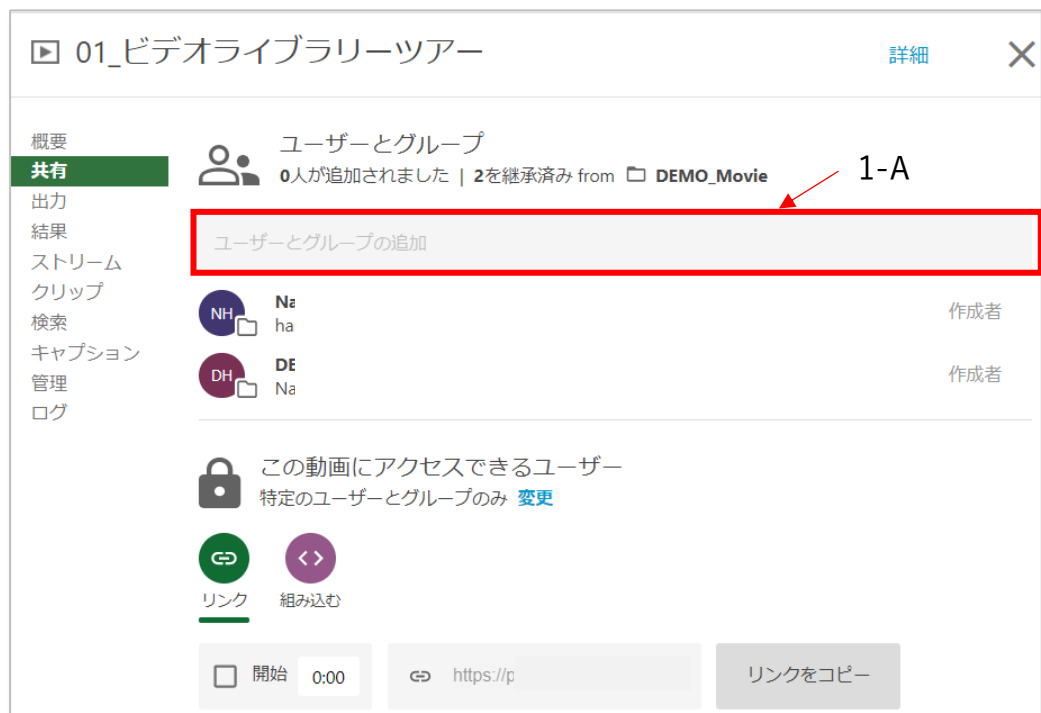 01_ビデオライブラリーツアー
詳細
概要
共有
出力
結果
ストリーム
クリップ
検索
キャプション
管理
ログ
ユーザーとグループ
0人が追加されました | 2を継承済み from DEMO_Movie
1-A
ユーザーとグループの追加
NH
Na
ha
作成者
DH
DE
Na
作成者
この動画にアクセスできるユーザー
特定のユーザーとグループのみ 変更
リンク
組み込む
開始 0:00
https://p
リンクをコピー